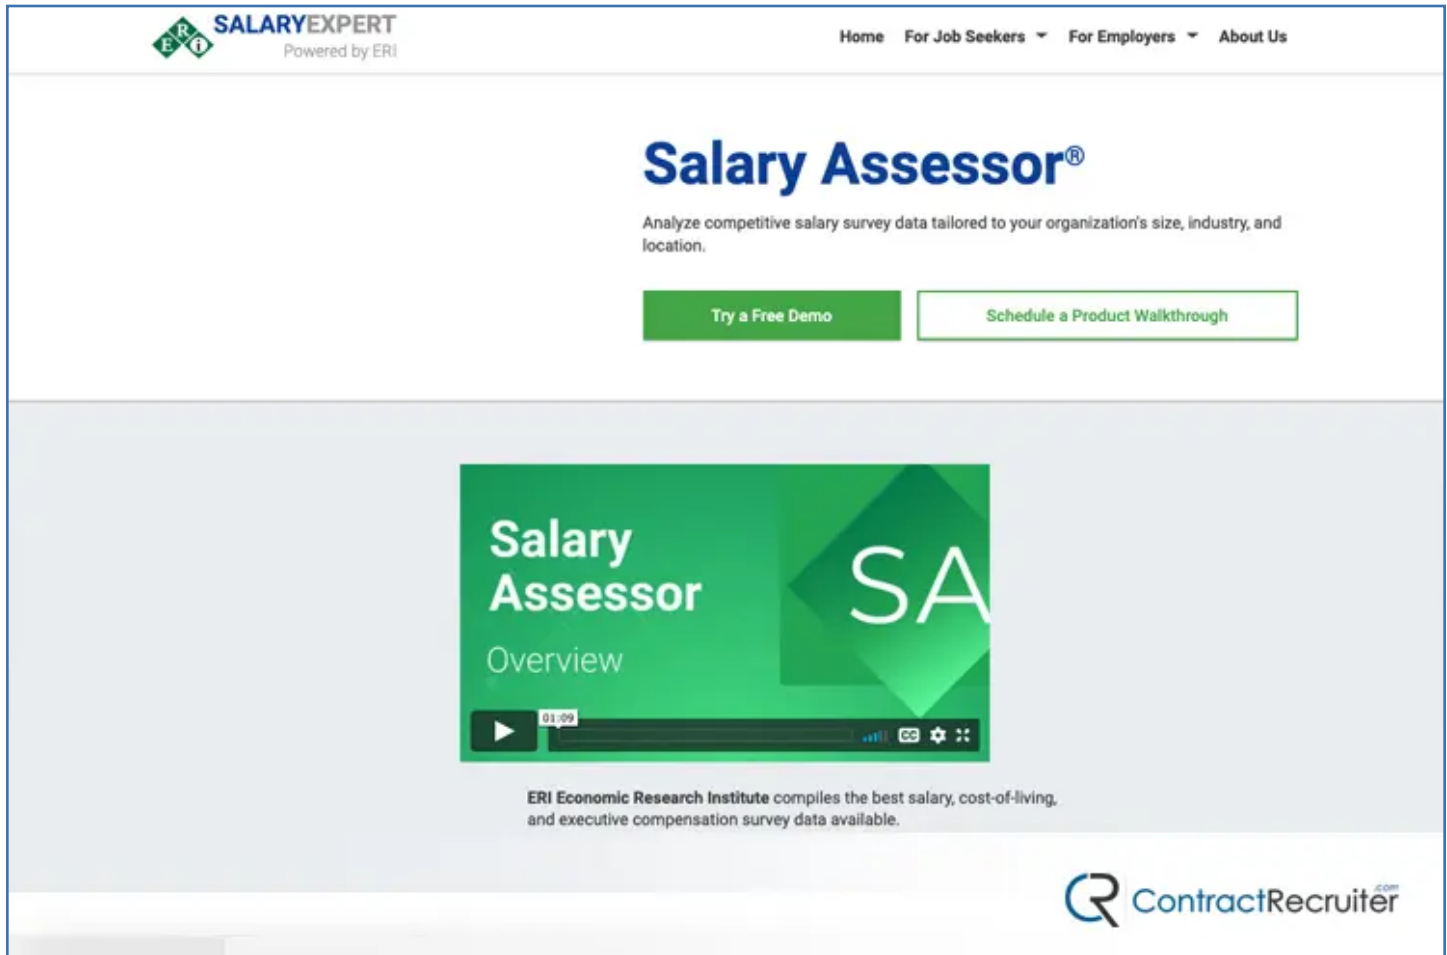 ERi SALARYEXPERT
Powered by ERI
Home For Job Seekers For Employers About Us
Salary Assessor®
Analyze competitive salary survey data tailored to your organization's size, industry, and
location.
Try a Free Demo
Schedule a Product Walkthrough
Salary
Assessor
Overview
SA
01:09
CC
ERI Economic Research Institute compiles the best salary, cost-of-living,
and executive compensation survey data available.
CR ContractRecruiter.com